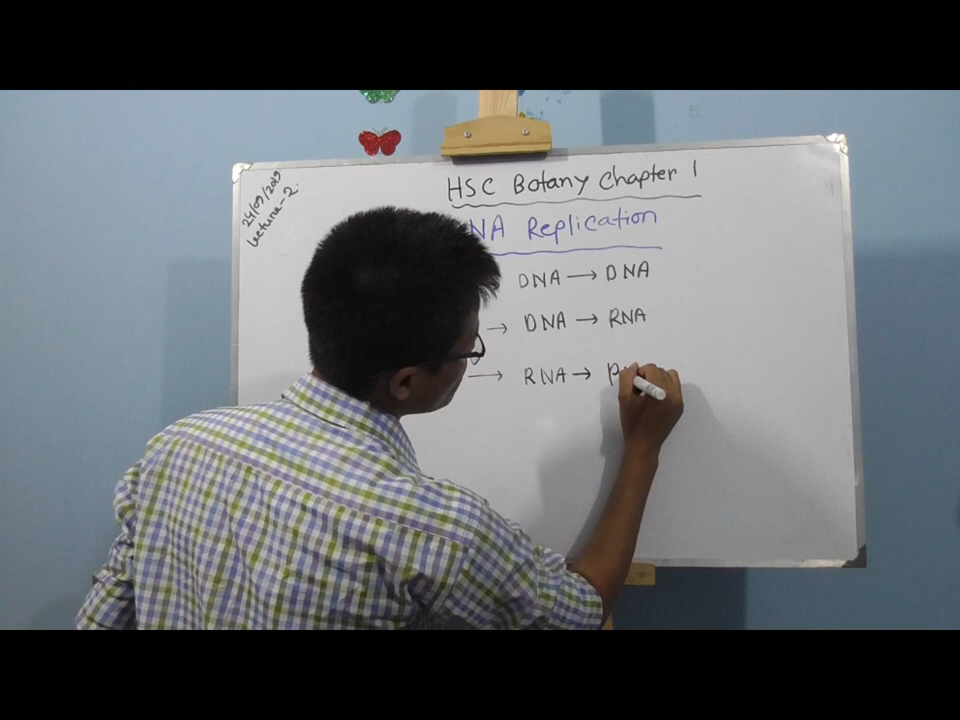 24/09/2019
Lecture-2.
HSC Botany Chapter 1
NA Replication
DNA → DNA
→ DNA → RNA
→ RNA → P